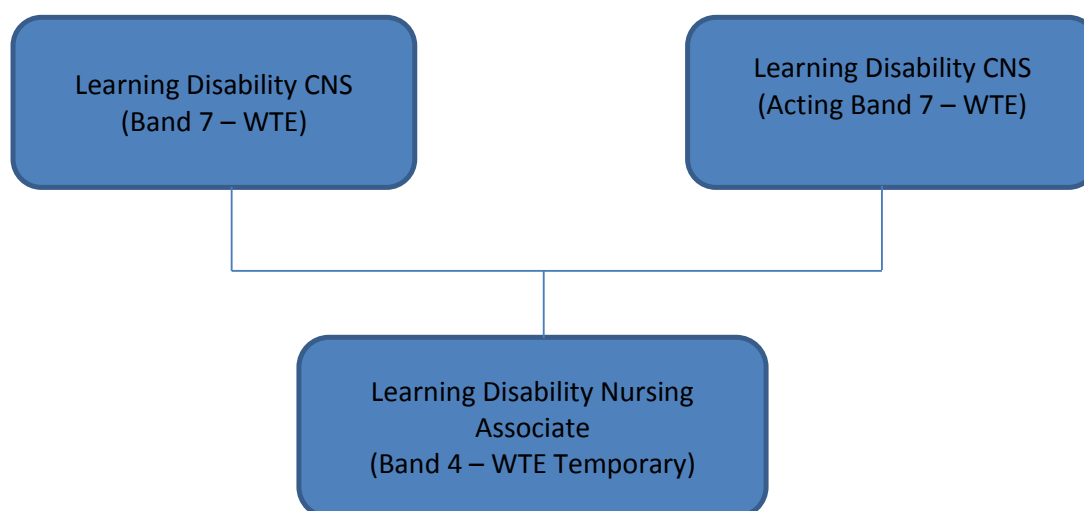 Learning Disability CNS
(Band 7 – WTE)
Learning Disability CNS
(Acting Band 7 – WTE)
Learning Disability Nursing
Associate
(Band 4 – WTE Temporary)